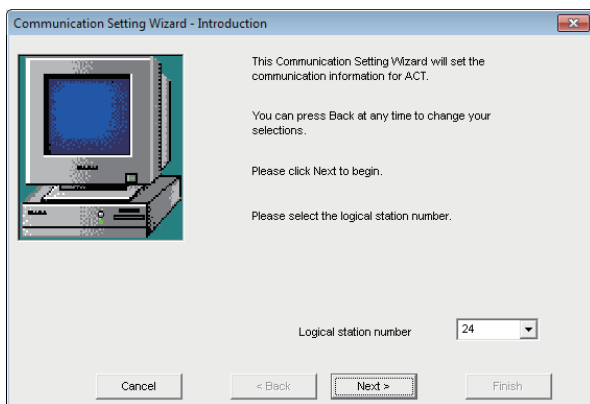 Communication Setting Wizard - Introduction
This Communication Setting Wizard will set the
communication information for ACT.
You can press Back at any time to change your
selections.
Please click Next to begin.
Please select the logical station number.
Logical station number
24
Cancel
< Back
Next >
Finish